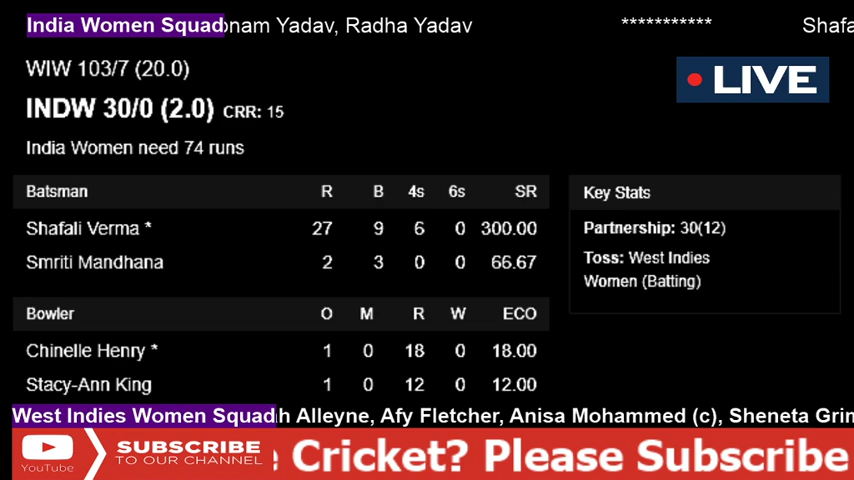 India Women Squad onam Yadav, Radha Yadav *********** Shafa
WIW 103/7 (20.0)
LIVE
INDW 30/0 (2.0) CRR: 15
India Women need 74 runs
Batsman R B 4s 6s SR
Shafali Verma * 27 9 6 0 300.00
Smriti Mandhana 2 3 0 0 66.67
Key Stats
Partnership: 30(12)
Toss: West Indies
Women (Batting)
Bowler O M R W ECO
Chinelle Henry * 1 0 18 0 18.00
Stacy-Ann King 1 0 12 0 12.00
West Indies Women Squad h Alleyne, Afy Fletcher, Anisa Mohammed (c), Sheneta Grim
YouTube
SUBSCRIBE
TO OUR CHANNEL
e Cricket? Please Subscribe